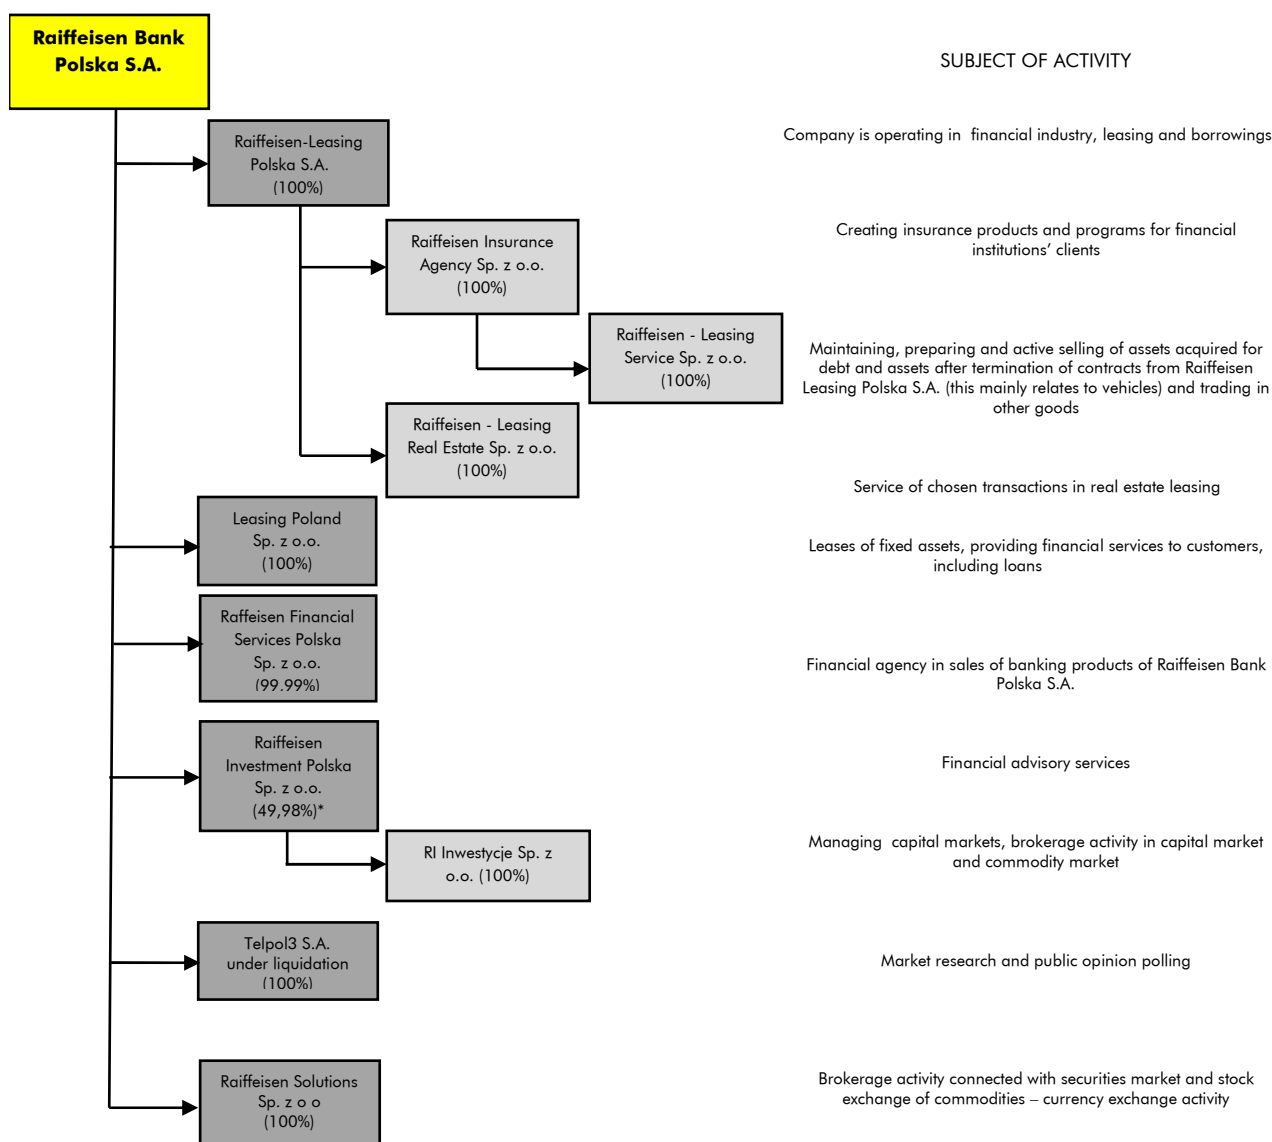 Raiffeisen Bank
Polska S.A.
SUBJECT OF ACTIVITY
Raiffeisen-Leasing
Polska S.A.
(100%)
Company is operating in  financial industry, leasing and borrowings
Raiffeisen Insurance
Agency Sp. z o.o.
(100%)
Creating insurance products and programs for financial
institutions’ clients
Raiffeisen - Leasing
Service Sp. z o.o.
(100%)
Maintaining, preparing and active selling of assets acquired for
debt and assets after termination of contracts from Raiffeisen
Leasing Polska S.A. (this mainly relates to vehicles) and trading in
other goods
Raiffeisen - Leasing
Real Estate Sp. z o.o.
(100%)
Service of chosen transactions in real estate leasing
Leasing Poland
Sp. z o.o.
(100%)
Leases of fixed assets, providing financial services to customers,
including loans
Raffeisen Financial
Services Polska
Sp. z o.o.
(99.99%)
Financial agency in sales of banking products of Raiffeisen Bank
Polska S.A.
Raiffeisen
Investment Polska
Sp. z o.o.
(49,98%)*
Financial advisory services
RI Inwestycje Sp. z
o.o. (100%)
Managing  capital markets, brokerage activity in capital market
and commodity market
Telpol3 S.A.
under liquidation
(100%)
Market research and public opinion polling
Raiffeisen Solutions
Sp. z o o
(100%)
Brokerage activity connected with securities market and stock
exchange of commodities – currency exchange activity